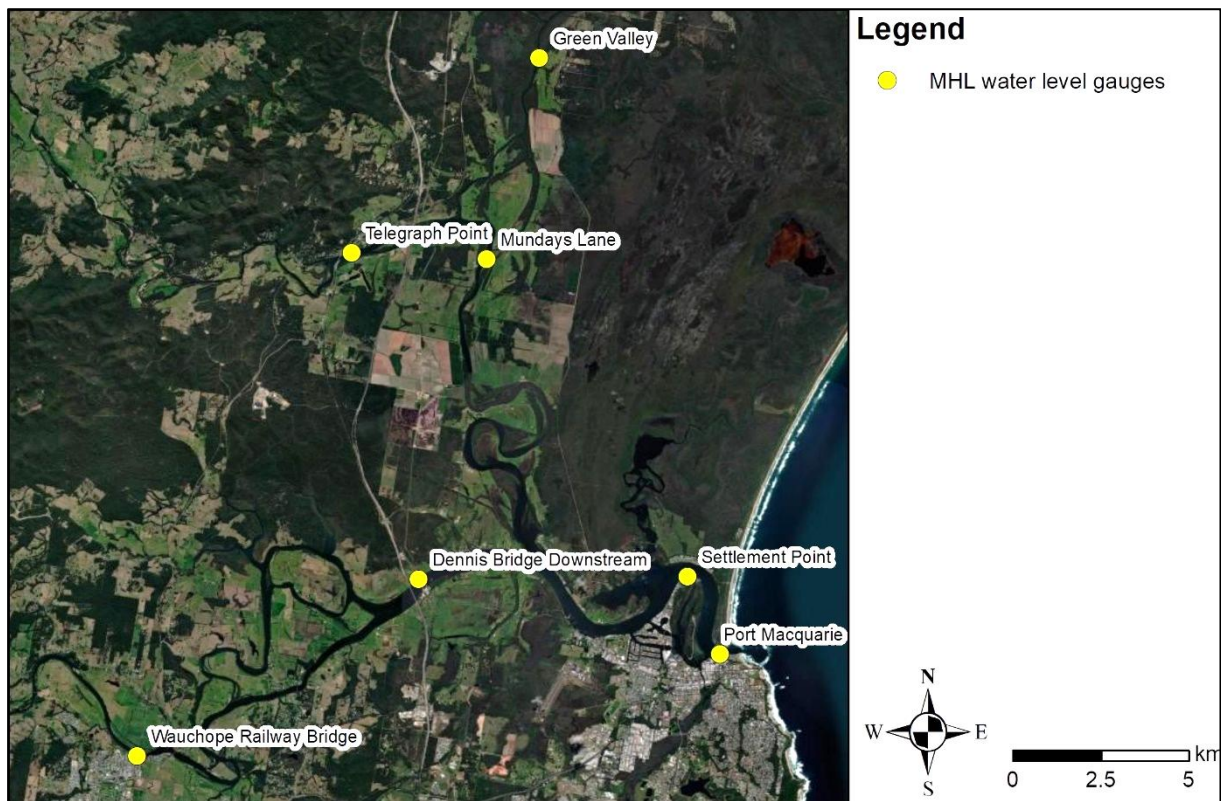 Green Valley
Telegraph Point
Mundays Lane
Dennis Bridge Downstream
Settlement Point
Port Macquarie
Wauchope Railway Bridge
Legend
MHL water level gauges
N
W E
S
km
0 2.5 5